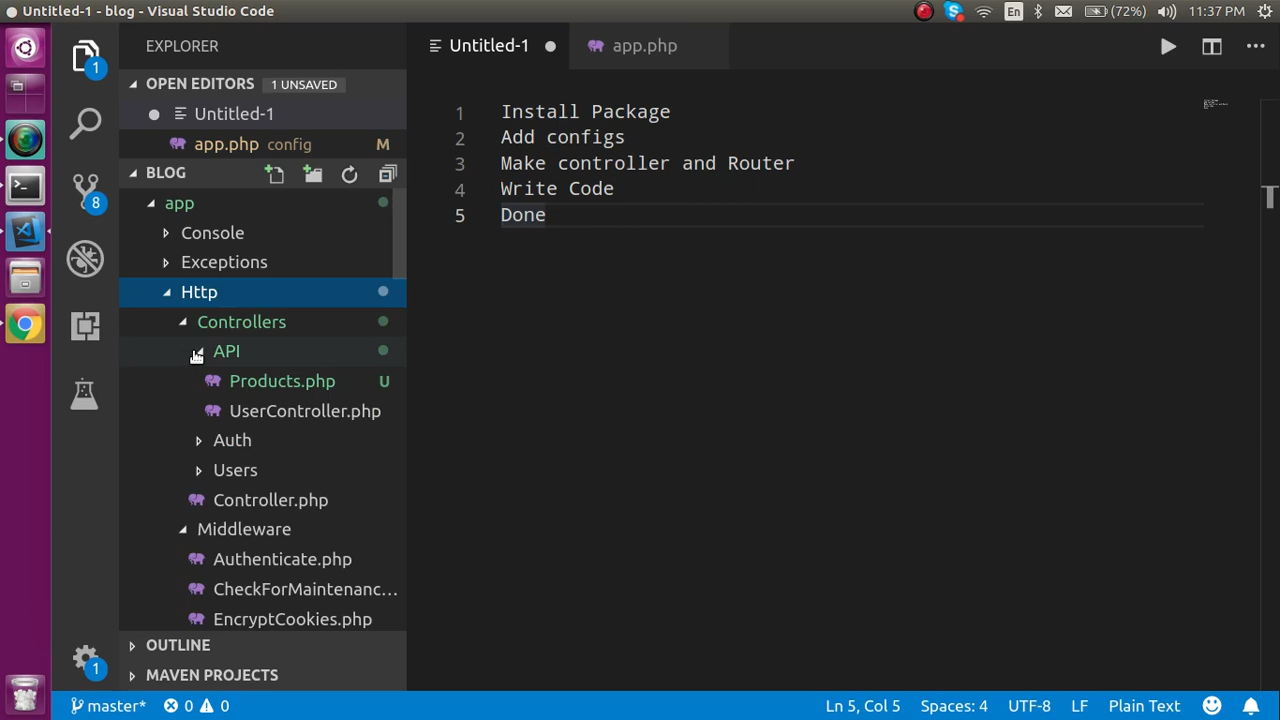 Untitled-1 - blog - Visual Studio Code
En
(72%)
11:37 PM
1
8
1
EXPLORER
OPEN EDITORS 1 UNSAVED
Untitled-1
app.php config M
BLOG
app
Console
Exceptions
Http
Controllers
API
Products.php U
UserController.php
Auth
Users
Controller.php
Middleware
Authenticate.php
CheckForMaintenanc...
EncryptCookies.php
OUTLINE
MAVEN PROJECTS
Untitled-1
app.php
1 Install Package
2 Add configs
3 Make controller and Router
4 Write Code
5 Done
master* 0 0
Ln 5, Col 5 Spaces: 4 UTF-8 LF Plain Text